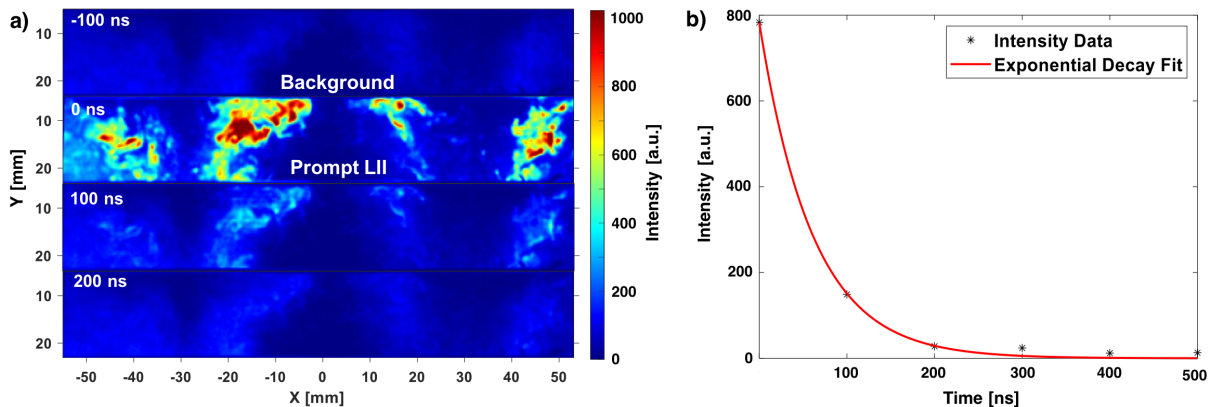 a)
-100 ns
Background
0 ns
Prompt LII
100 ns
200 ns
10
20
10
20
10
20
10
20
Y [mm]
-50 -40 -30 -20 -10 0 10 20 30 40 50
X [mm]
1000
800
600
400
200
0
Intensity [a.u.]
b)
800
600
400
200
0
Intensity [a.u.]
Intensity Data
Exponential Decay Fit
100 200 300 400 500
Time [ns]